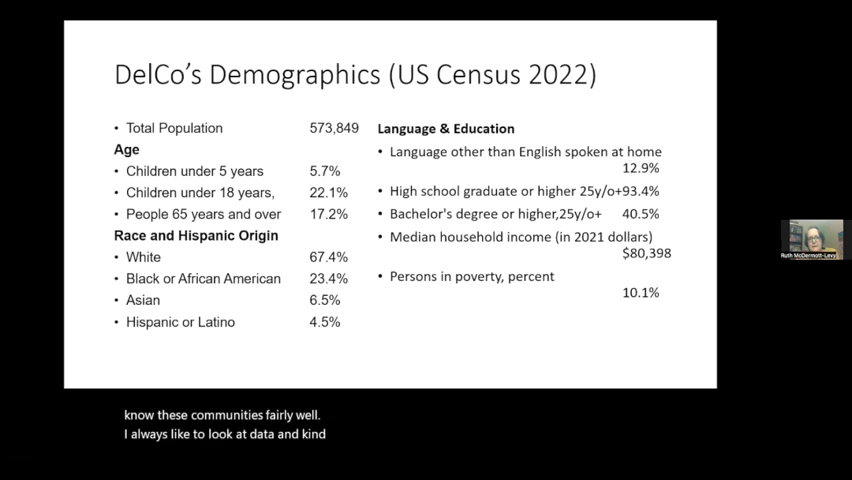 DelCo's Demographics (US Census 2022)
• Total Population 573,849
Age
• Children under 5 years 5.7%
• Children under 18 years, 22.1%
• People 65 years and over 17.2%
Race and Hispanic Origin
• White 67.4%
• Black or African American 23.4%
• Asian 6.5%
• Hispanic or Latino 4.5%
Language & Education
• Language other than English spoken at home
12.9%
• High school graduate or higher 25y/o+93.4%
• Bachelor's degree or higher,25y/o+ 40.5%
• Median household income (in 2021 dollars)
$80,398
• Persons in poverty, percent
10.1%
Ruth McDermott-Levy
know these communities fairly well.
I always like to look at data and kind